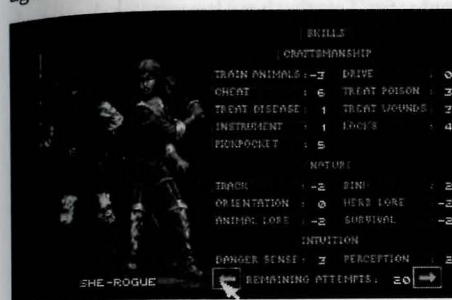 SKILLS
CRAFTSMANSHIP
TRAIN ANIMALS : -3 DRIVE : 0
CHEAT : 6 TREAT POISON : 3
TREAT DISEASE : 1 TREAT WOUNDS :
INSTRUMENT : 1 LOCKS : 4
PICKPOCKET : 5
NATURE
TRACK : -2 BIND : 2
ORIENTATION : 0 HERB LORE -2
ANIMAL LORE : -2 SURVIVAL -2
INTUITION
DANGER SENSE : 3 PERCEPTION :
SHE-ROGUE
REMAINING ATTEMPTS : 20